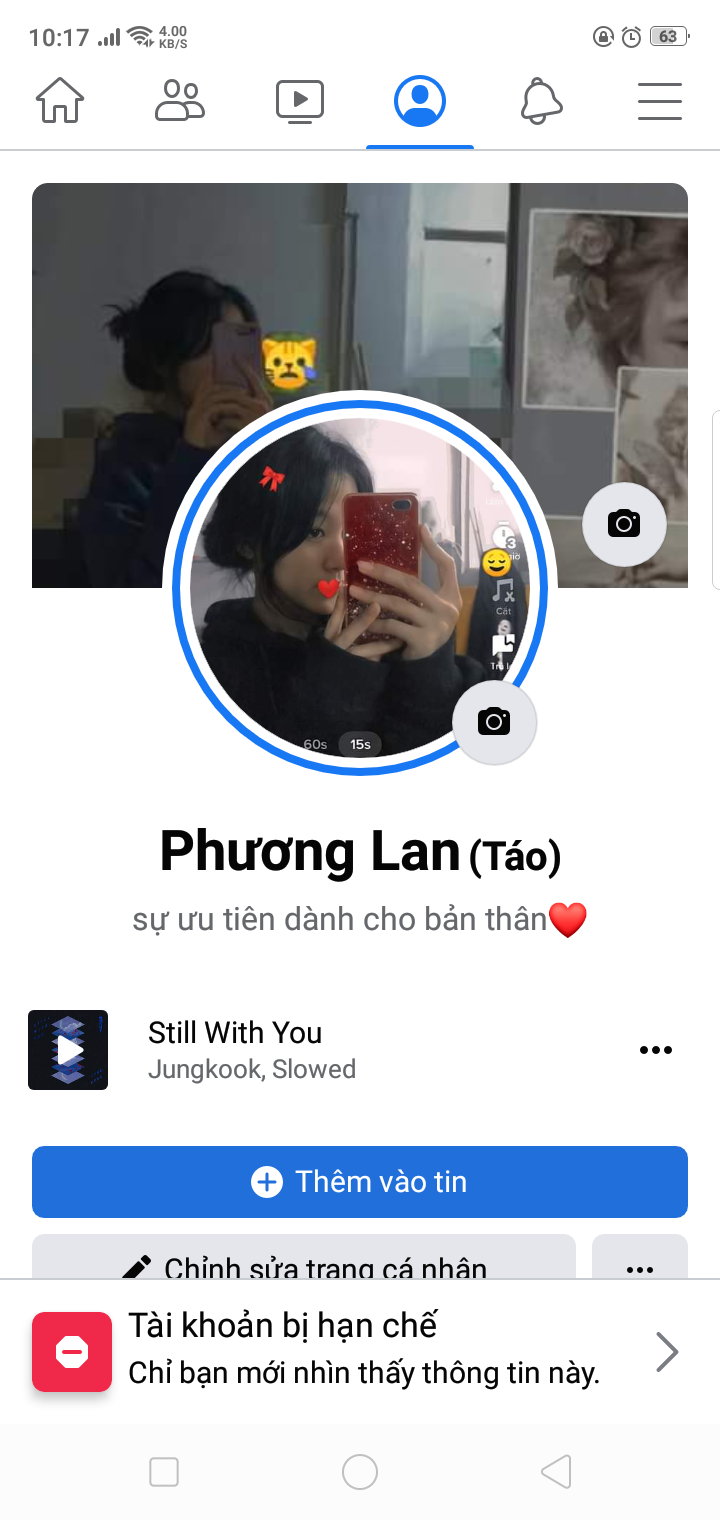 10:17
4.00
KB/S
63
3
Cắt
60s 15s
Phương Lan (Táo)
sự ưu tiên dành cho bản thân
Still With You
Jungkook, Slowed
Thêm vào tin
Chỉnh sửa trang cá nhân
Tài khoản bị hạn chế
Chỉ bạn mới nhìn thấy thông tin này.